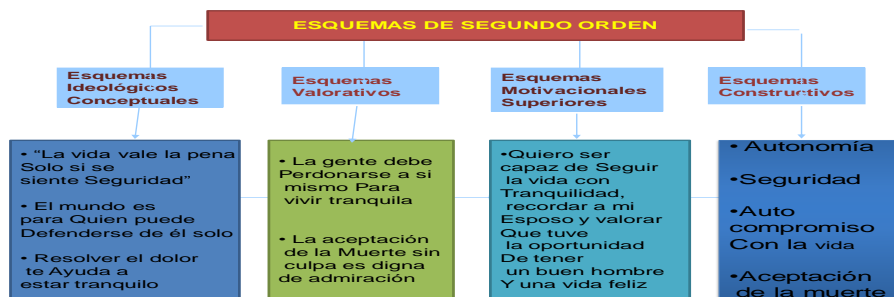 ESQUEMAS DE SEGUNDO ORDEN
Esquemas
Ideológicos
Conceptuales
Esquemas
Valorativos
Esquemas
Motivacionales
Superiores
Esquemas
Constructivos
• “La vida vale la pena
Solo si se
siente Seguridad”
• El mundo es
para Quien puede
Defenderse de él solo
• Resolver el dolor
te Ayuda a
estar tranquilo
• La gente debe
Perdonarse a si
mismo Para
vivir tranquila
• La aceptación
de la Muerte sin
culpa es digna
de admiración
•Quiero ser
capaz de Seguir
la vida con
Tranquilidad,
recordar a mi
Esposo y valorar
Que tuve
la oportunidad
De tener
un buen hombre
Y una vida feliz
• Autonomía
•Seguridad
•Auto
compromiso
Con la vida
•Aceptación
de la muerte